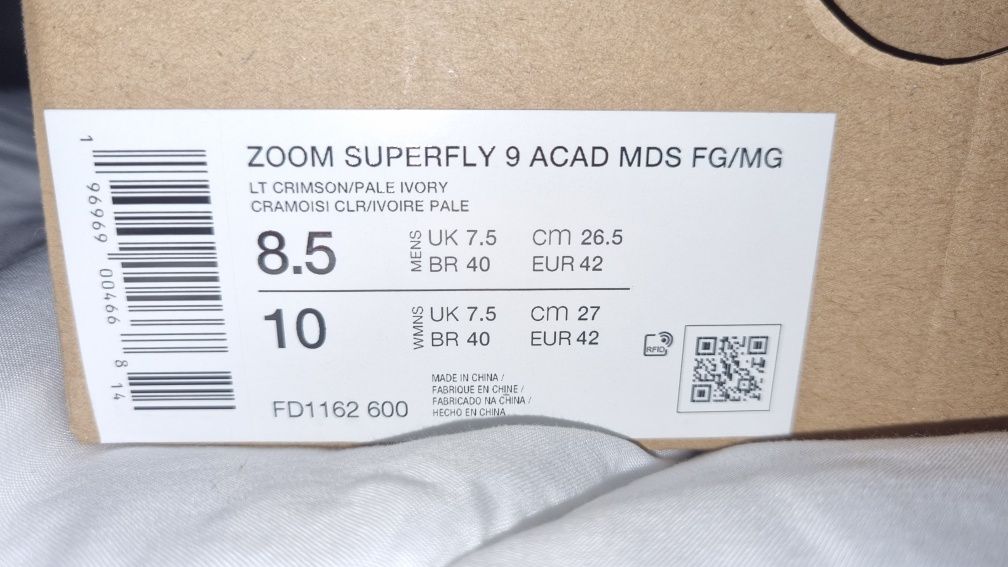 ZOOM SUPERFLY 9 ACAD MDS FG/MG
LT CRIMSON/PALE IVORY
CRAMOISI CLR/IVOIRE PALE
8.5 MENS UK 7.5 cm 26.5
BR 40 EUR 42
10 WMNS UK 7.5 cm 27
BR 40 EUR 42
RFID
MADE IN CHINA /
FABRIQUE EN CHINE /
FABRICADO NA CHINA /
HECHO EN CHINA
FD1162 600
1 96969 00466 8 14